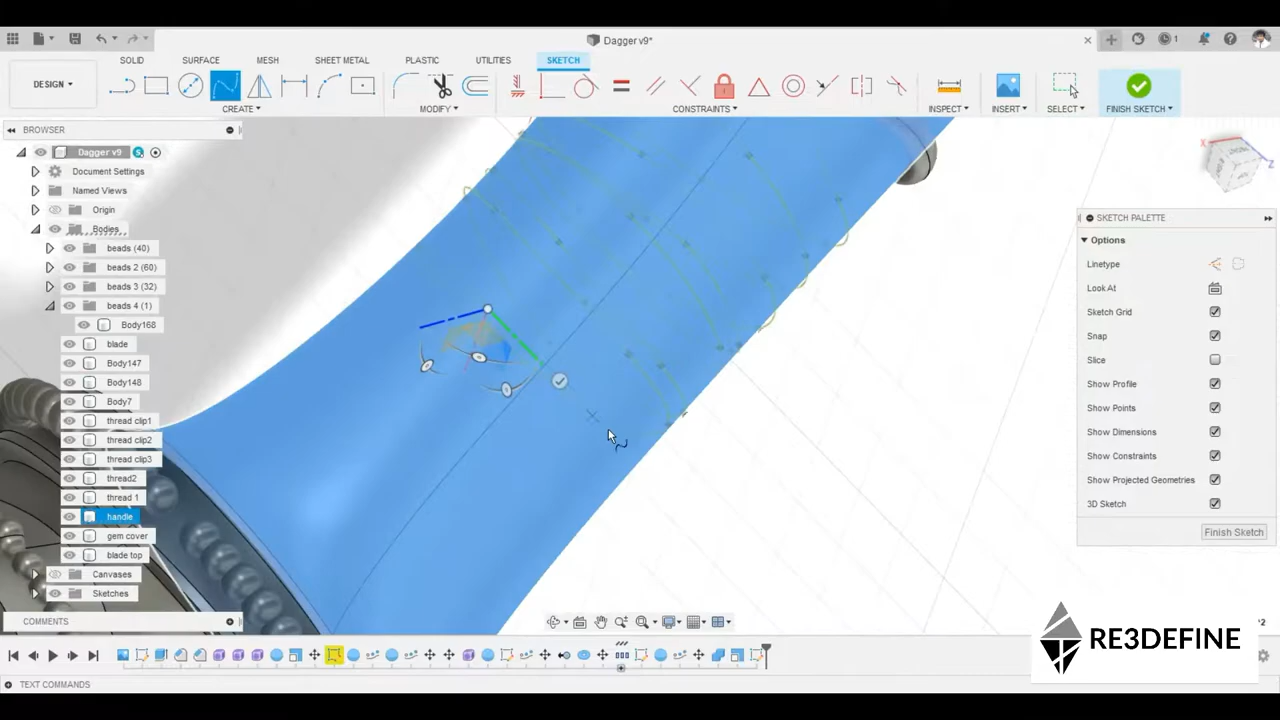 Dagger v9*
1
DESIGN
SOLID
SURFACE
MESH
SHEET METAL
PLASTIC
UTILITIES
SKETCH
CREATE
MODIFY
CONSTRAINTS
INSPECT
INSERT
SELECT
FINISH SKETCH
BROWSER
Dagger v9
S
Document Settings
Named Views
Origin
Bodies
beads (40)
beads 2 (60)
beads 3 (32)
beads 4 (1)
Body168
blade
Body147
Body148
Body7
thread clip1
thread clip2
thread clip3
thread2
thread 1
handle
gem cover
blade top
Canvases
Sketches
X
Z
SKETCH PALETTE
Options
Linetype
Look At
Sketch Grid
Snap
Slice
Show Profile
Show Points
Show Dimensions
Show Constraints
Show Projected Geometries
3D Sketch
Finish Sketch
COMMENTS
RE3DEFINE
TEXT COMMANDS